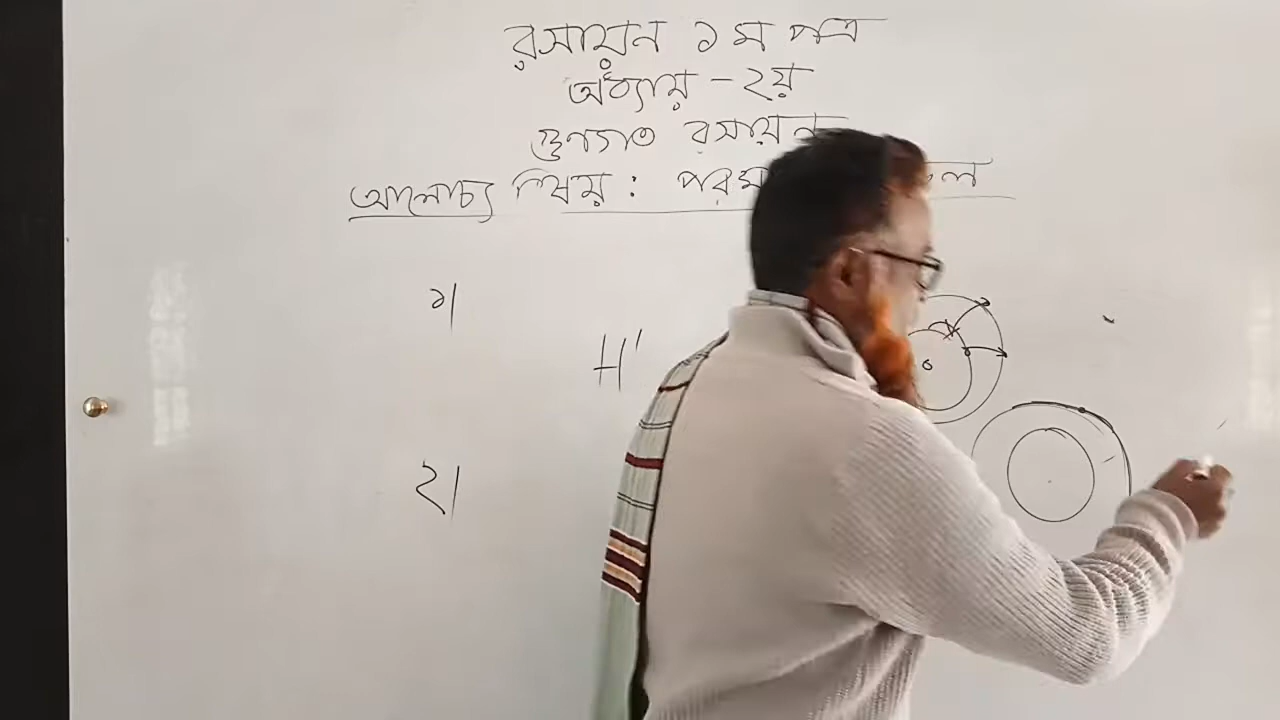 রসায়ন ১ম পত্র
অধ্যায় - ২য়
গুণগত রসায়ন
আলোচ্য বিষয় :
১|
H'
২|